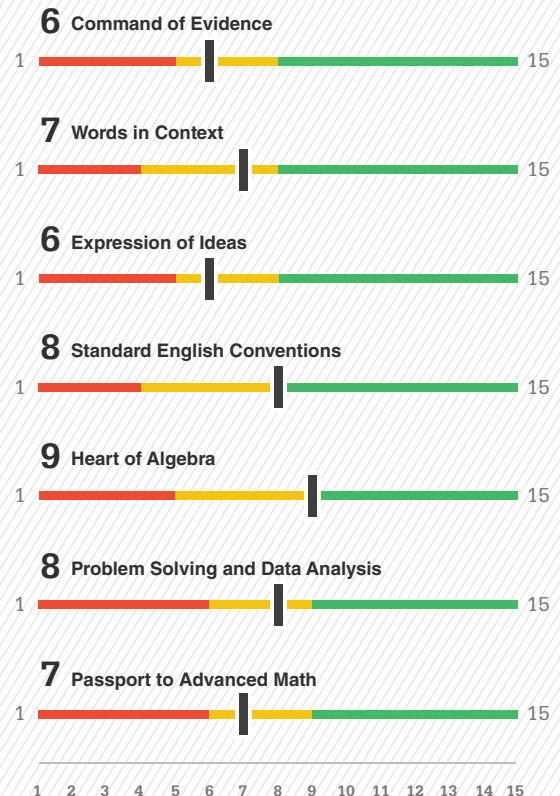 6 Command of Evidence
1 15
7 Words in Context
1 15
6 Expression of Ideas
1 15
8 Standard English Conventions
1 15
9 Heart of Algebra
1 15
8 Problem Solving and Data Analysis
1 15
7 Passport to Advanced Math
1 15
1 2 3 4 5 6 7 8 9 10 11 12 13 14 15